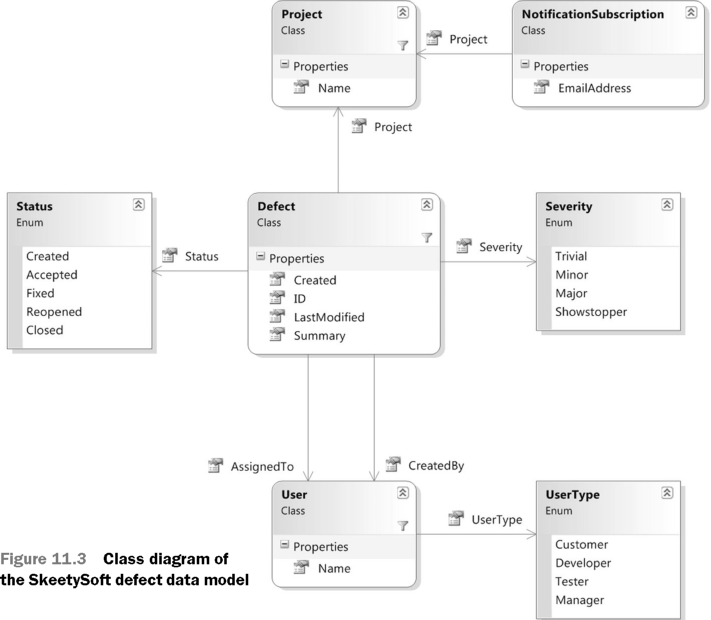 Project
Class
Properties
Name
NotificationSubscription
Class
Properties
EmailAddress
Project
Project
Status
Enum
Created
Accepted
Fixed
Reopened
Closed
Status
Defect
Class
Properties
Created
ID
LastModified
Summary
Severity
Severity
Enum
Trivial
Minor
Major
Showstopper
AssignedTo
CreatedBy
User
Class
Properties
Name
UserType
UserType
Enum
Customer
Developer
Tester
Manager
Figure 11.3 Class diagram of
the SkeetySoft defect data model